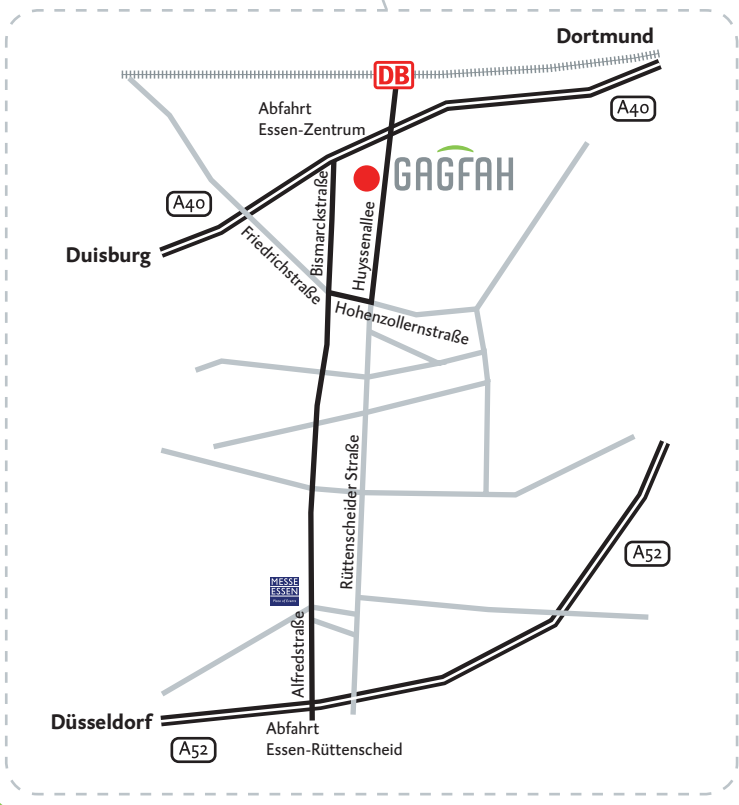 Dortmund
DB
Abfahrt
Essen-Zentrum
A40
GAGFAH
A40
Bismarckstraße
Huyssenallee
Friedrichstraße
Duisburg
Hohenzollernstraße
Rüttenscheider Straße
A52
MESSE
ESSEN
Alfredstraße
Düsseldorf
A52
Abfahrt
Essen-Rüttenscheid